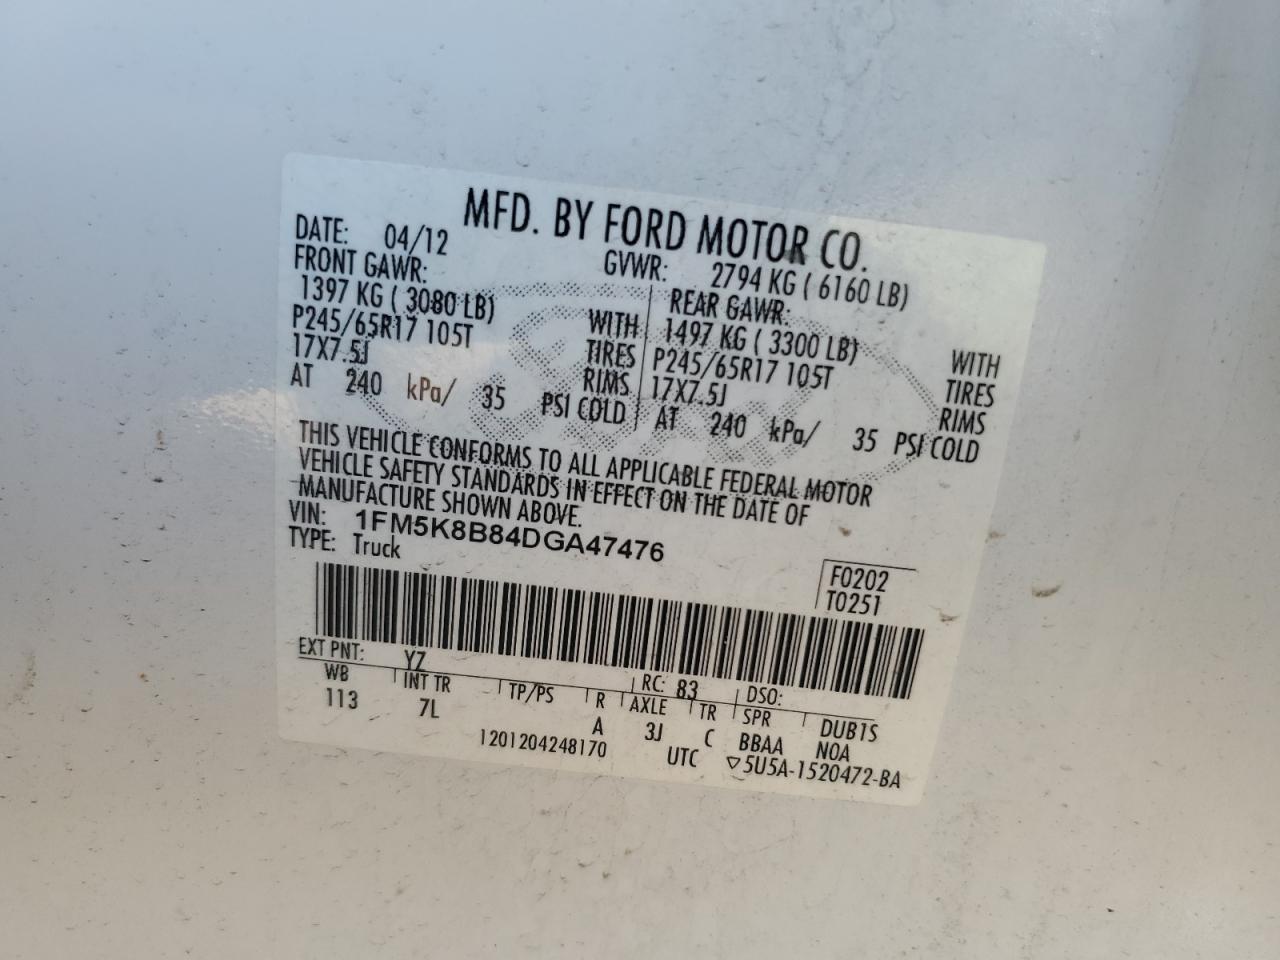 MFD. BY FORD MOTOR CO.
DATE: 04/12 GVWR: 2794 KG ( 6160 LB)
FRONT GAWR: REAR GAWR:
1397 KG ( 3080 LB) WITH 1497 KG ( 3300 LB) WITH
P245/65R17 105T TIRES P245/65R17 105T TIRES
17X7.5J RIMS 17X7.5J RIMS
AT 240 kPa/ 35 PSI COLD AT 240 kPa/ 35 PSI COLD
THIS VEHICLE CONFORMS TO ALL APPLICABLE FEDERAL MOTOR
VEHICLE SAFETY STANDARDS IN EFFECT ON THE DATE OF
MANUFACTURE SHOWN ABOVE.
VIN: 1FM5K8B84DGA47476
TYPE: Truck
F0202
T0251
EXT PNT: YZ RC: 83 DSO:
WB INT TR TP/PS R AXLE TR SPR DUB1S
113 7L A 3J C BBAA NOA
1201204248170 UTC ▽5U5A-1520472-BA